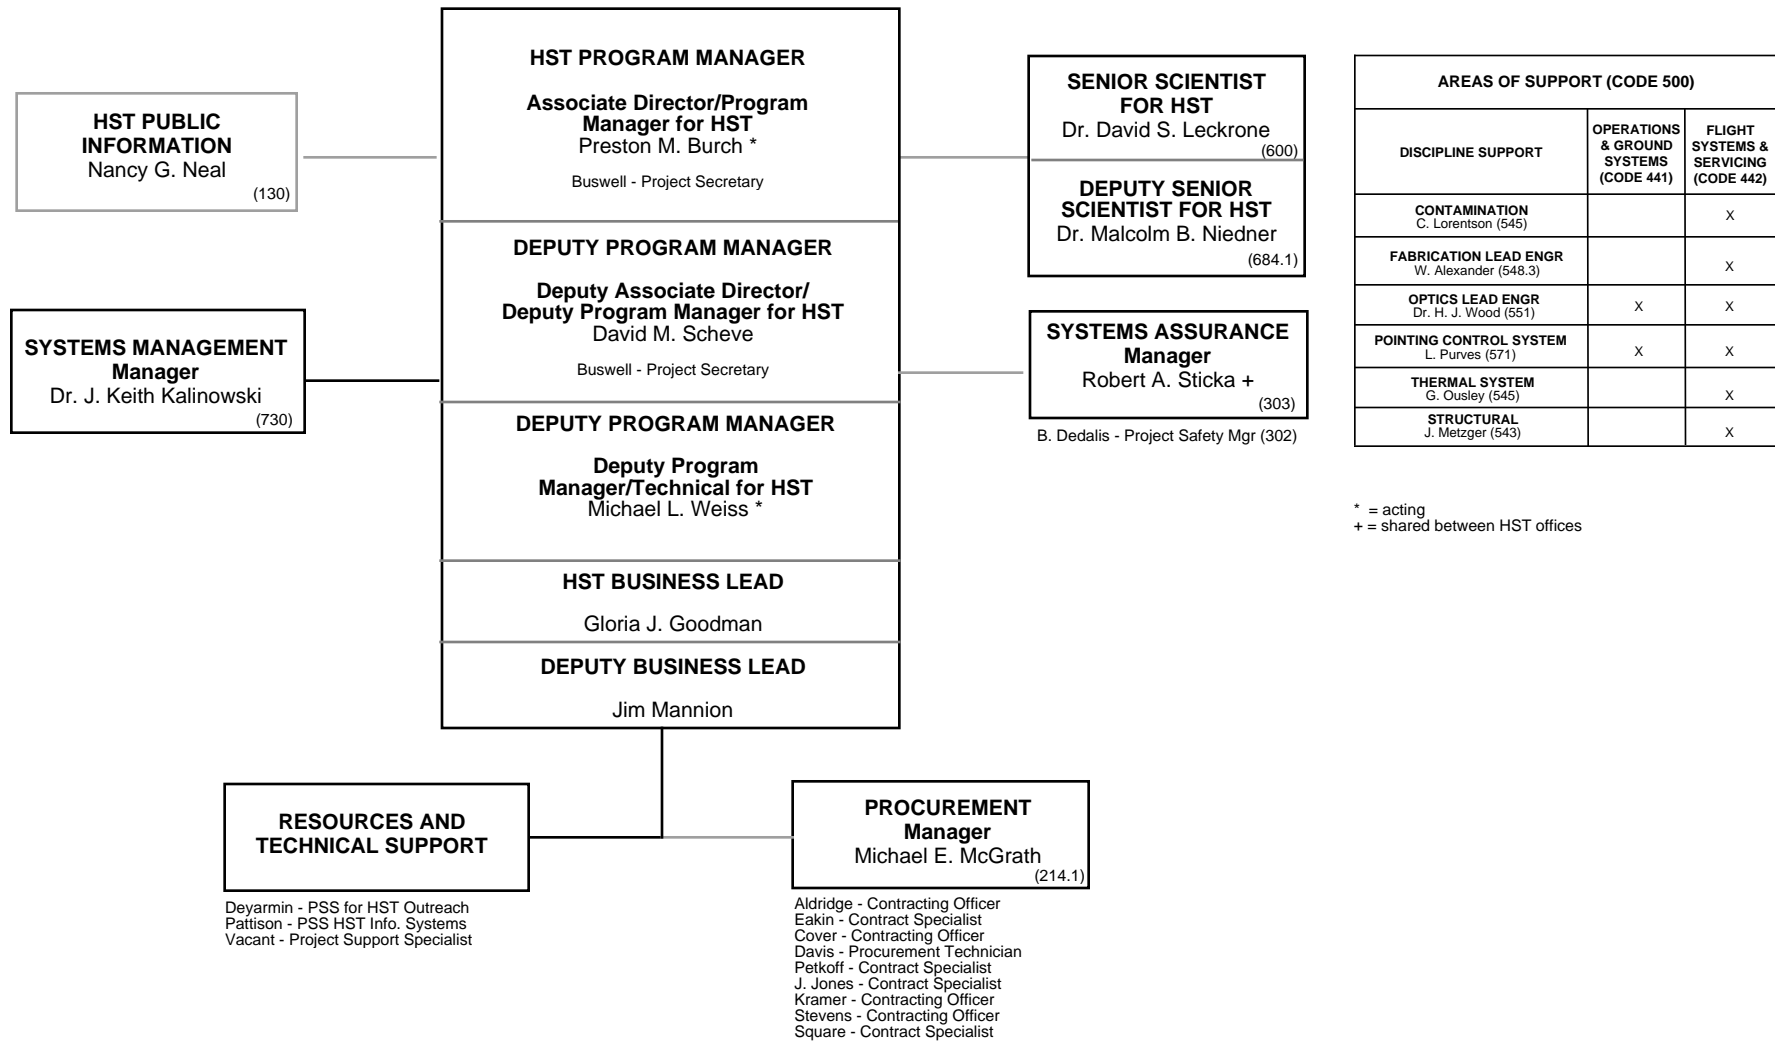 HST PUBLIC
INFORMATION
Nancy G. Neal
(130)
SYSTEMS MANAGEMENT
Manager
Dr. J. Keith Kalinowski
(730)
HST PROGRAM MANAGER
Associate Director/Program
Manager for HST
Preston M. Burch *
Buswell - Project Secretary
DEPUTY PROGRAM MANAGER
Deputy Associate Director/
Deputy Program Manager for HST
David M. Scheve
Buswell - Project Secretary
DEPUTY PROGRAM MANAGER
Deputy Program
Manager/Technical for HST
Michael L. Weiss *
HST BUSINESS LEAD
Gloria J. Goodman
DEPUTY BUSINESS LEAD
Jim Mannion
SENIOR SCIENTIST
FOR HST
Dr. David S. Leckrone
(600)
DEPUTY SENIOR
SCIENTIST FOR HST
Dr. Malcolm B. Niedner
(684.1)
SYSTEMS ASSURANCE
Manager
Robert A. Sticka +
(303)
B. Dedalis - Project Safety Mgr (302)
AREAS OF SUPPORT (CODE 500)
DISCIPLINE SUPPORT
OPERATIONS
& GROUND
SYSTEMS
(CODE 441)
FLIGHT
SYSTEMS &
SERVICING
(CODE 442)
CONTAMINATION
C. Lorentson (545)
X
FABRICATION LEAD ENGR
W. Alexander (548.3)
X
OPTICS LEAD ENGR
Dr. H. J. Wood (551)
X X
POINTING CONTROL SYSTEM
L. Purves (571)
X X
THERMAL SYSTEM
G. Ousley (545)
X
STRUCTURAL
J. Metzger (543)
X
* = acting
+ = shared between HST offices
RESOURCES AND
TECHNICAL SUPPORT
Deyarmin - PSS for HST Outreach
Pattison - PSS HST Info. Systems
Vacant - Project Support Specialist
PROCUREMENT
Manager
Michael E. McGrath
(214.1)
Aldridge - Contracting Officer
Eakin - Contract Specialist
Cover - Contracting Officer
Davis - Procurement Technician
Petkoff - Contract Specialist
J. Jones - Contract Specialist
Kramer - Contracting Officer
Stevens - Contracting Officer
Square - Contract Specialist